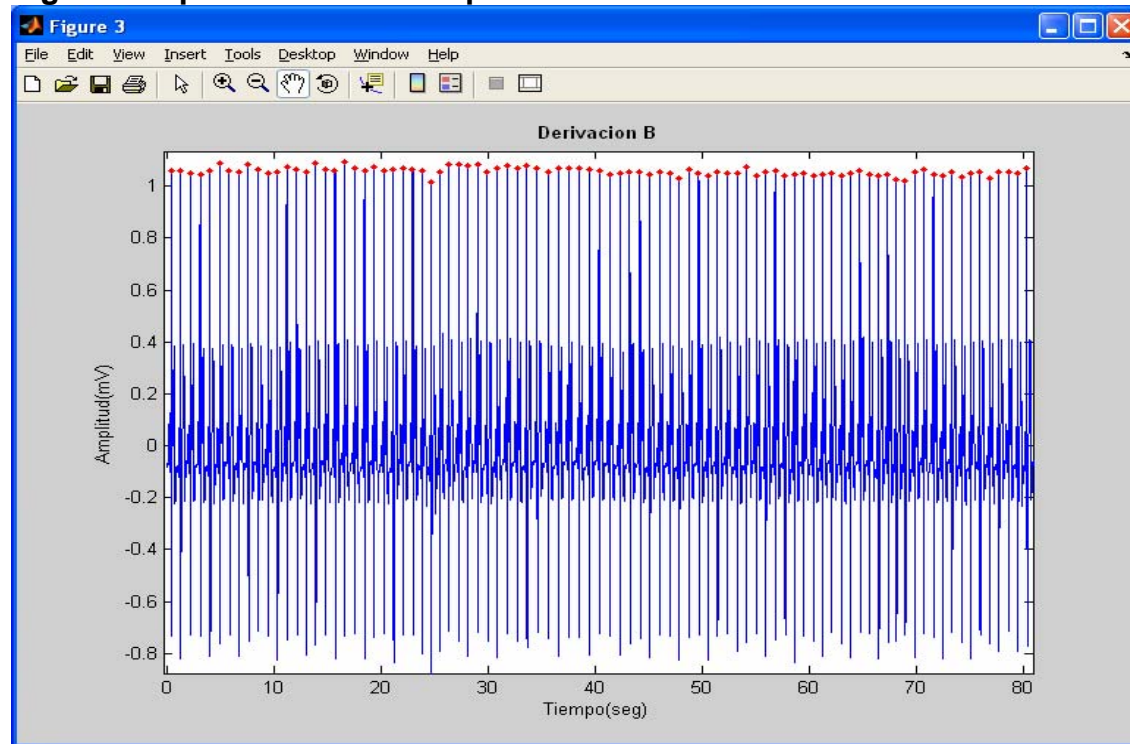 Figure 3
File Edit View Insert Tools Desktop Window Help
Derivacion B
1
0.8
0.6
0.4
0.2
0
-0.2
-0.4
-0.6
-0.8
Amplitud(mV)
0 10 20 30 40 50 60 70 80
Tiempo(seg)